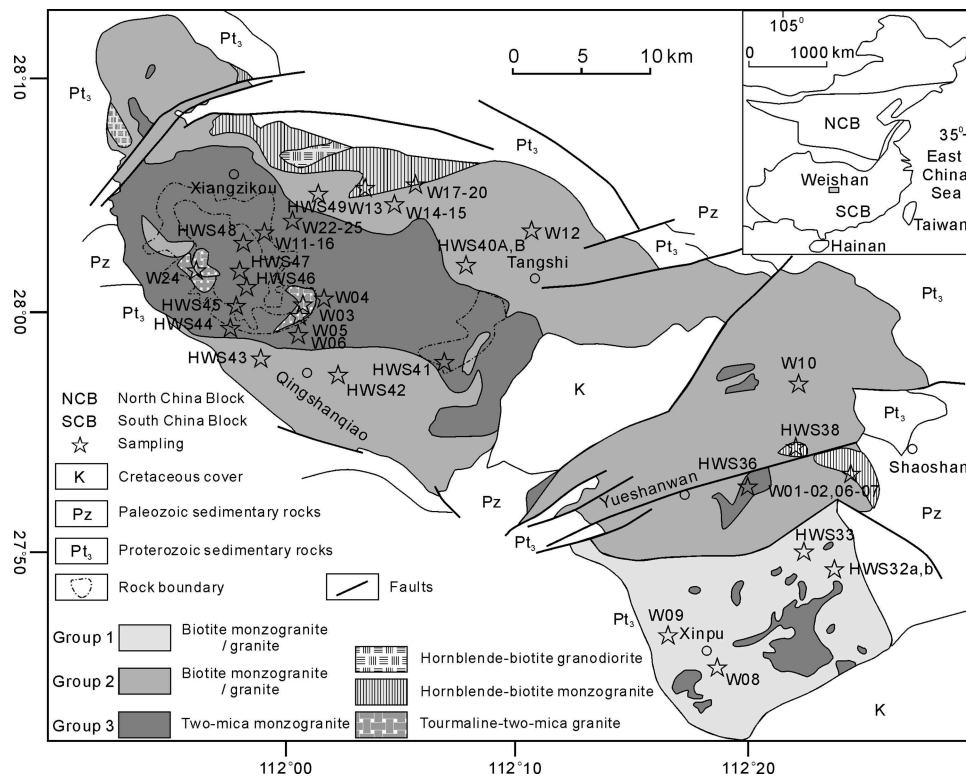 Pt3
105°
0 5 10 km
0 1000 km
28°10′
Pt3
NCB
35°
Pt3
East
China
Sea
Xiangzikou
Weishan
HWS49
W13
W17-20
W14-15
Pz
SCB
Taiwan
HWS48
W22-25
W11-16
HWS40A,B
W12
Pt3
Hainan
Pz
HWS47
Tangshi
W24
HWS46
Pt3
HWS45
W04
W03
Pt3
28°00′
HWS44
W05
W06
HWS43
HWS41
HWS42
Qingshanqiao
K
W10
Pt3
NCB North China Block
SCB South China Block
Sampling
HWS38
Shaoshan
K Cretaceous cover
HWS36
Pz
Yueshanwan
W01-02,06-07
Pz Paleozoic sedimentary rocks
Pz
Pt3
HWS33
27°50′
Pt3 Proterozoic sedimentary rocks
HWS32a,b
Rock boundary
Faults
Pt3
W09
Xinpu
W08
K
Group 1 Biotite monzogranite
/ granite
Group 2 Biotite monzogranite
/ granite
Group 3 Two-mica monzogranite
Hornblende-biotite granodiorite
Hornblende-biotite monzogranite
Tourmaline-two-mica granite
112°00′
112°10′
112°20′